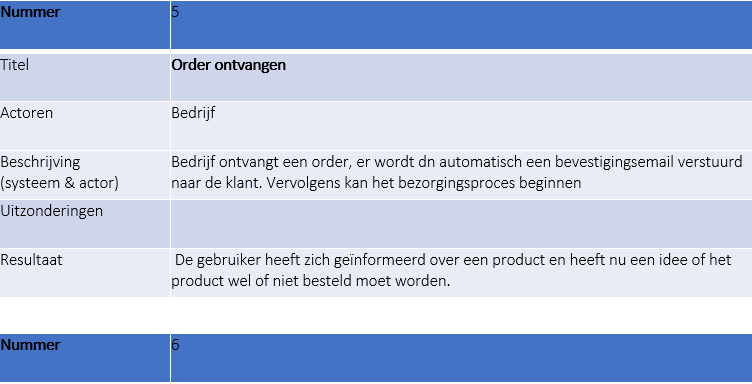 Nummer 5
Titel Order ontvangen
Actoren Bedrijf
Beschrijving Bedrijf ontvangt een order, er wordt dn automatisch een bevestigingsemail verstuurd
(systeem & actor) naar de klant. Vervolgens kan het bezorgingsproces beginnen
Uitzonderingen
Resultaat De gebruiker heeft zich geïnformeerd over een product en heeft nu een idee of het
product wel of niet besteld moet worden.
Nummer 6